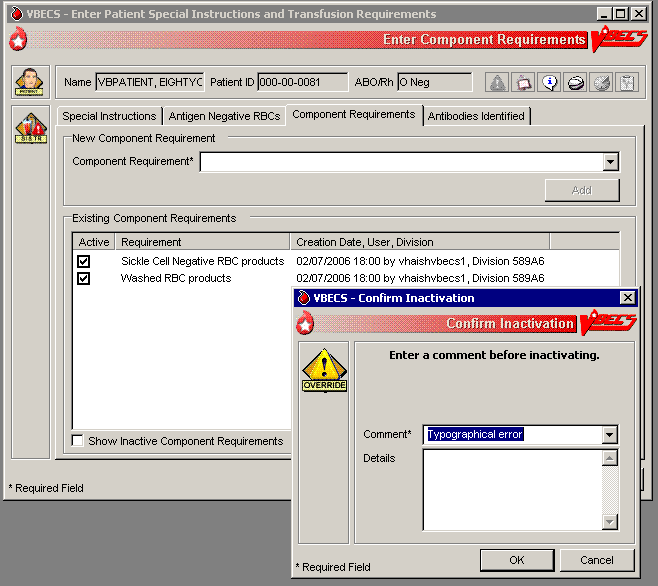 VBECS - Enter Patient Special Instructions and Transfusion Requirements
Enter Component Requirements VBECS
PATIENT
Name VBPATIENT, EIGHTYO Patient ID 000-00-0081 ABO/Rh O Neg
SI & TR
Special Instructions Antigen Negative RBCs Component Requirements Antibodies Identified
New Component Requirement
Component Requirement*
Add
Existing Component Requirements
Active Requirement Creation Date, User, Division
Sickle Cell Negative RBC products 02/07/2006 18:00 by vhaishvbecs1, Division 589A6
Washed RBC products 02/07/2006 18:00 by vhaishvbecs1, Division 589A6
Show Inactive Component Requirements
* Required Field
VBECS - Confirm Inactivation
Confirm Inactivation VBECS
OVERRIDE
Enter a comment before inactivating.
Comment* Typographical error
Details
* Required Field
OK Cancel